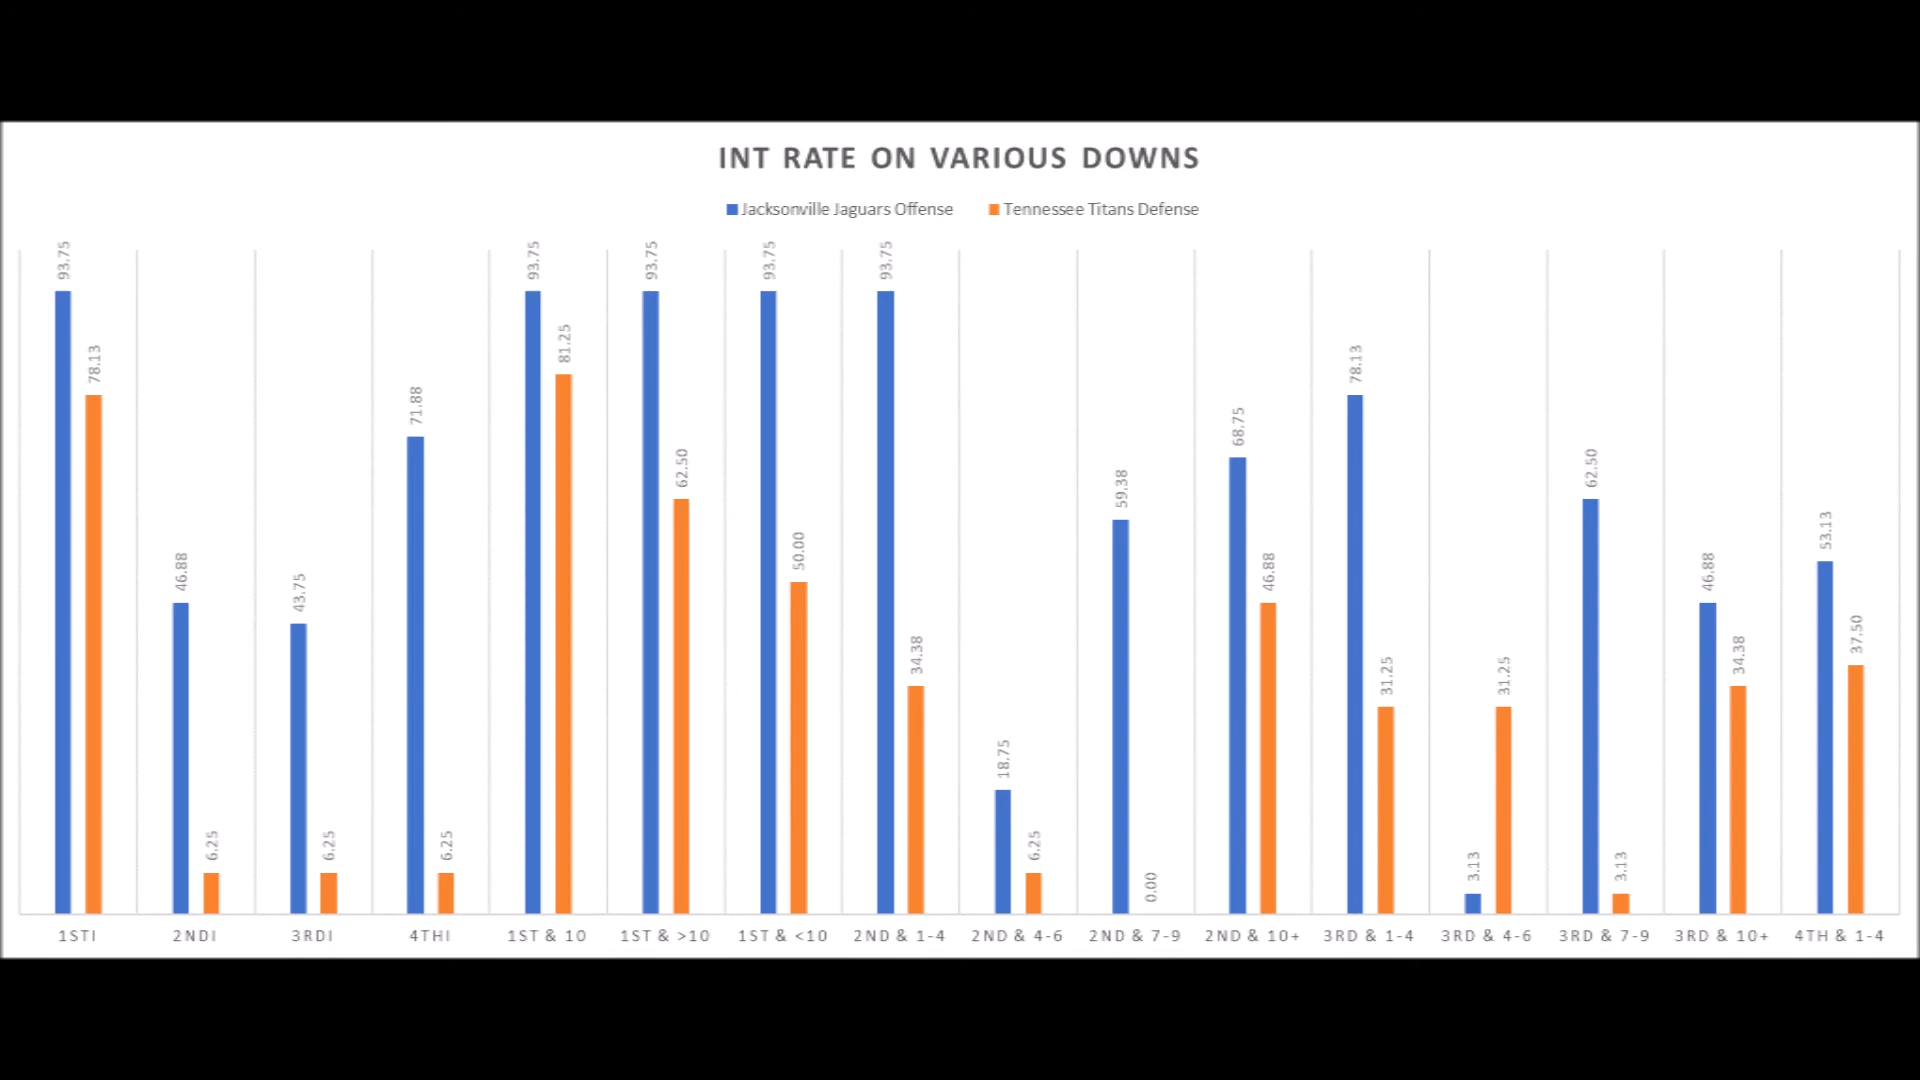 INT RATE ON VARIOUS DOWNS
Jacksonville Jaguars Offense Tennessee Titans Defense
93.75 78.13 46.88 6.25 43.75 6.25 71.88 6.25 93.75 81.25 93.75 62.50 93.75 50.00 93.75 34.38 18.75 6.25 59.38 0.00 68.75 46.88 78.13 31.25 3.13 31.25 62.50 3.13 46.88 34.38 53.13 37.50
1STI 2NDI 3RDI 4THI 1ST & 10 1ST & >10 1ST & <10 2ND & 1-4 2ND & 4-6 2ND & 7-9 2ND & 10+ 3RD & 1-4 3RD & 4-6 3RD & 7-9 3RD & 10+ 4TH & 1-4